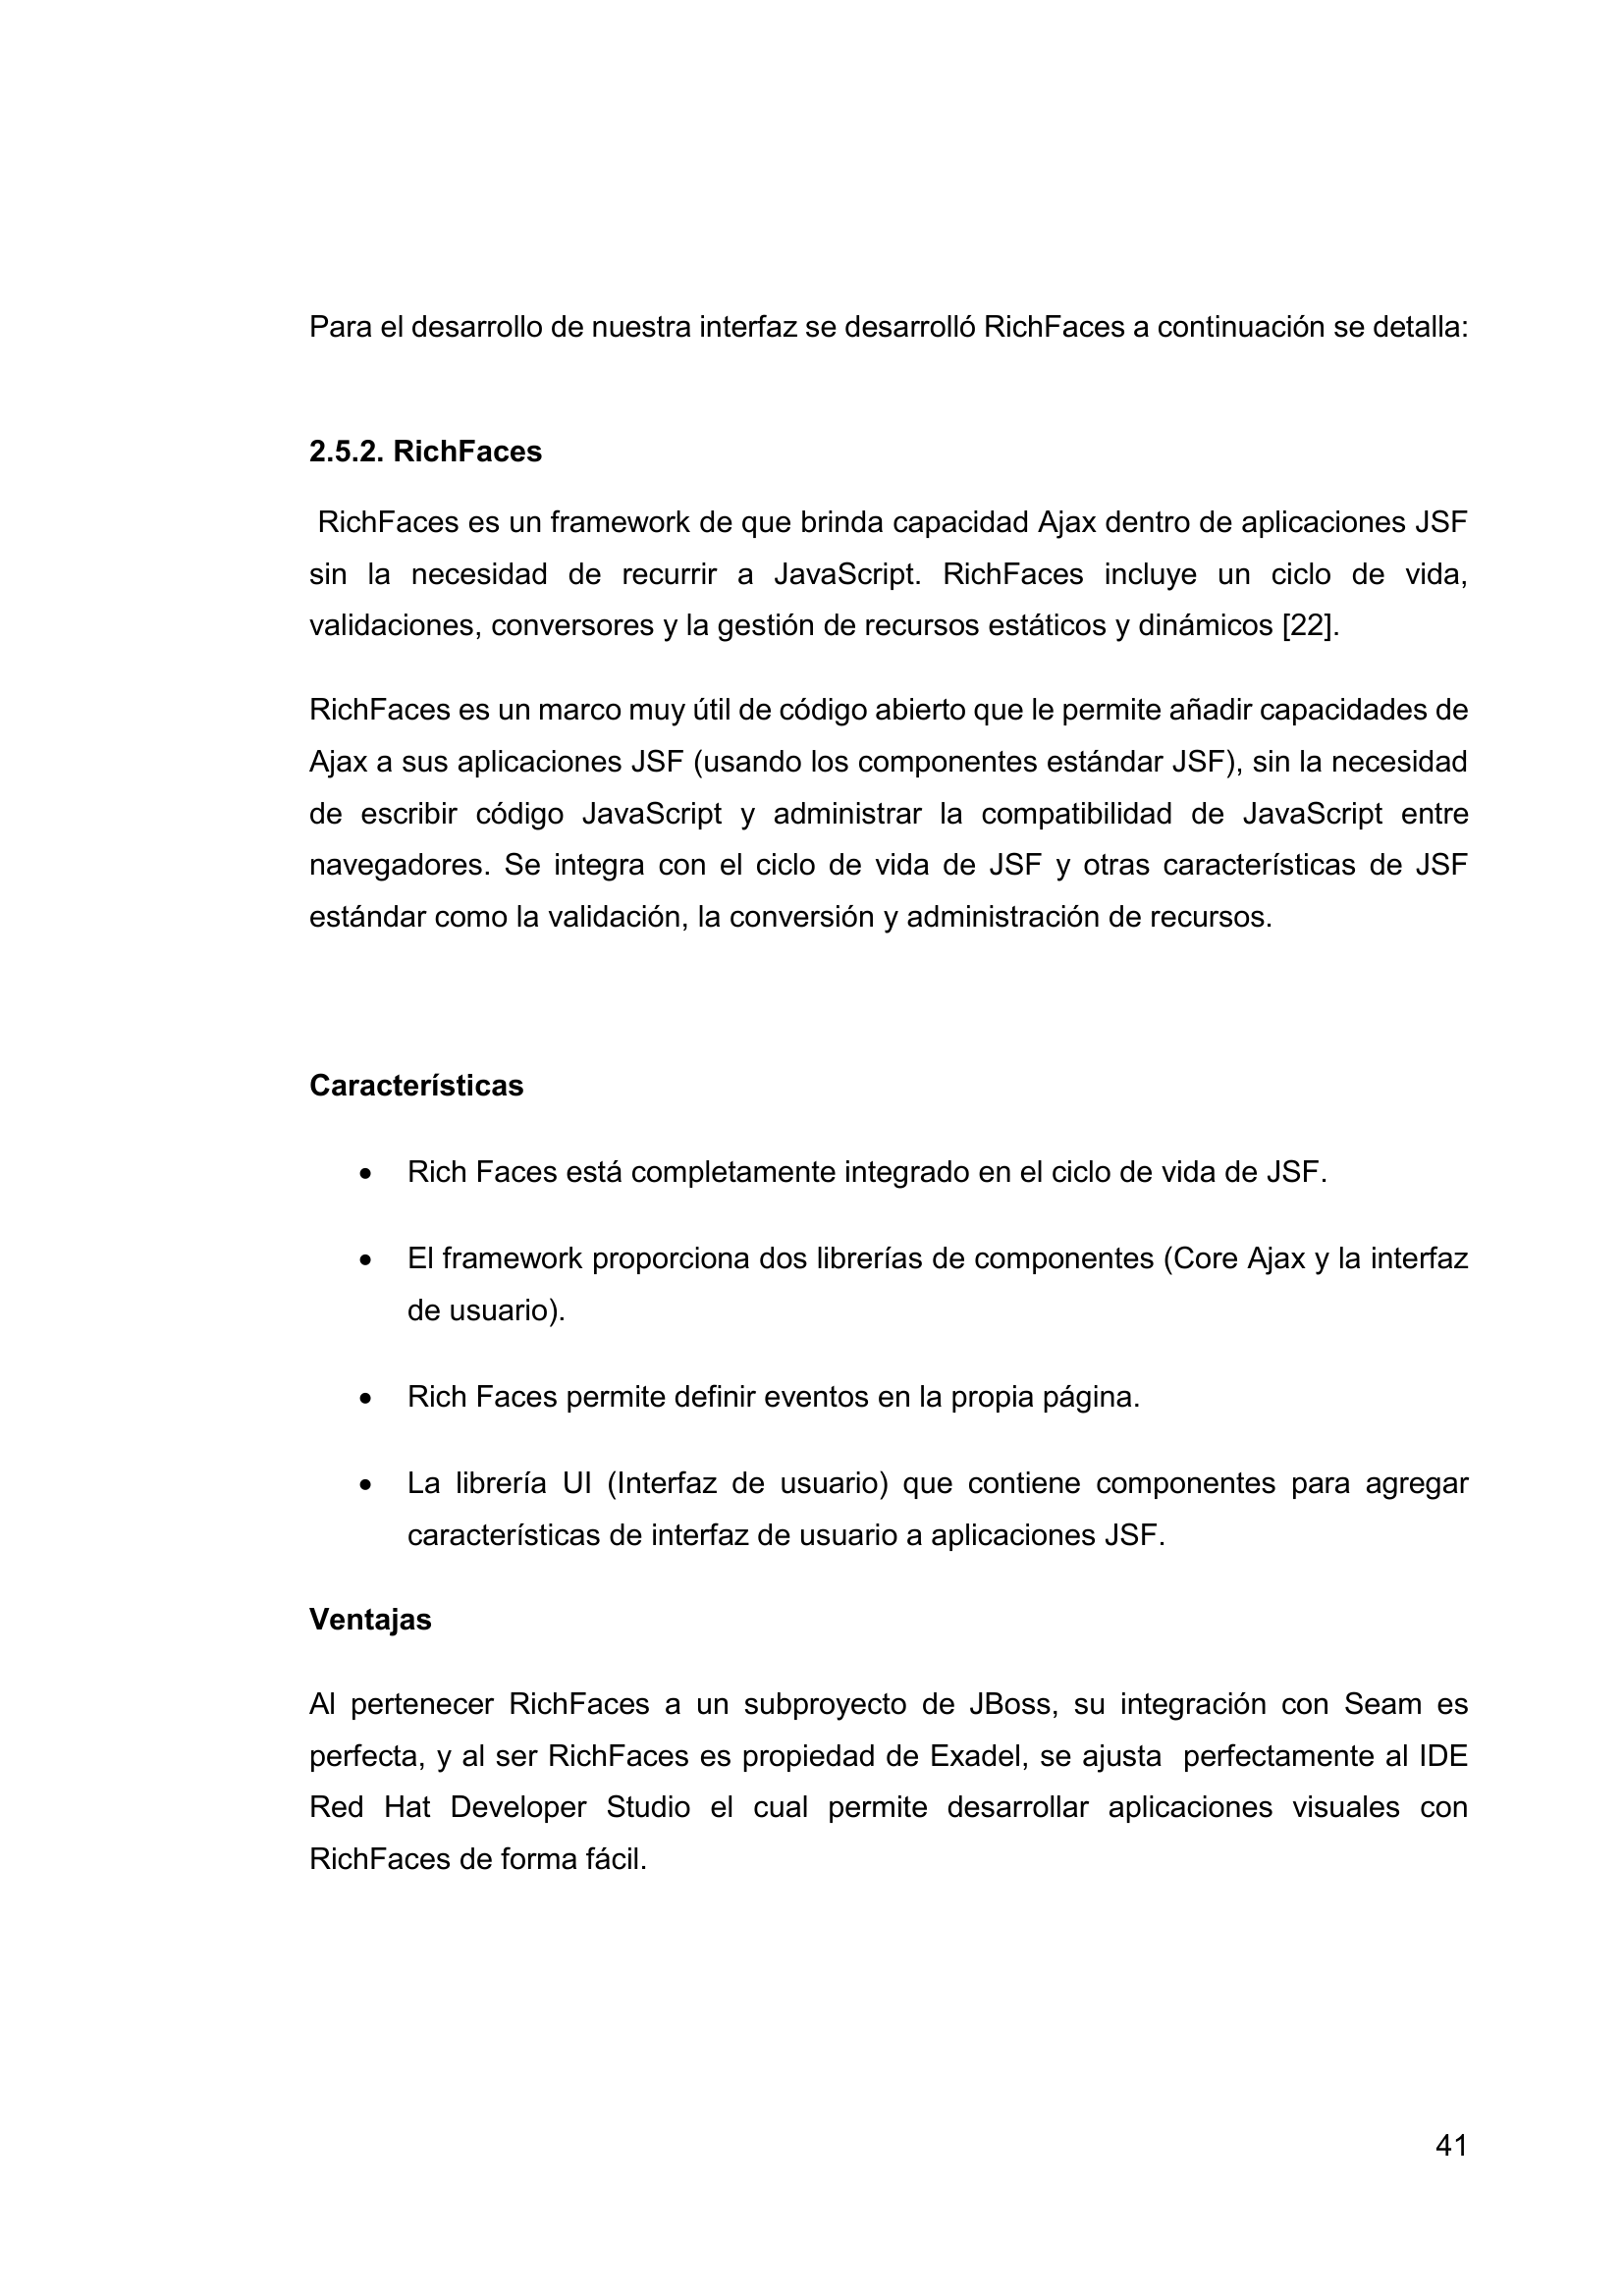 Para el desarrollo de nuestra interfaz se desarrolló RichFaces a continuación se detalla:
2.5.2. RichFaces
RichFaces es un framework de que brinda capacidad Ajax dentro de aplicaciones JSF
sin la necesidad de recurrir a JavaScript. RichFaces incluye un ciclo de vida,
validaciones, conversores y la gestión de recursos estáticos y dinámicos [22].
RichFaces es un marco muy útil de código abierto que le permite añadir capacidades de
Ajax a sus aplicaciones JSF (usando los componentes estándar JSF), sin la necesidad
de escribir código JavaScript y administrar la compatibilidad de JavaScript entre
navegadores. Se integra con el ciclo de vida de JSF y otras características de JSF
estándar como la validación, la conversión y administración de recursos.
Características
• Rich Faces está completamente integrado en el ciclo de vida de JSF.
• El framework proporciona dos librerías de componentes (Core Ajax y la interfaz
de usuario).
• Rich Faces permite definir eventos en la propia página.
• La librería UI (Interfaz de usuario) que contiene componentes para agregar
características de interfaz de usuario a aplicaciones JSF.
Ventajas
Al pertenecer RichFaces a un subproyecto de JBoss, su integración con Seam es
perfecta, y al ser RichFaces es propiedad de Exadel, se ajusta  perfectamente al IDE
Red Hat Developer Studio el cual permite desarrollar aplicaciones visuales con
RichFaces de forma fácil.
41